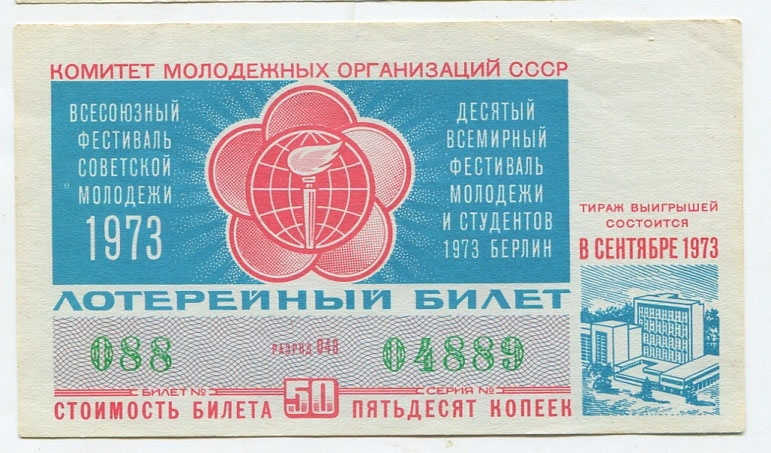 КОМИТЕТ МОЛОДЕЖНЫХ ОРГАНИЗАЦИЙ СССР
ВСЕСОЮЗНЫЙ
ФЕСТИВАЛЬ
СОВЕТСКОЙ
МОЛОДЕЖИ
1973
ДЕСЯТЫЙ
ВСЕМИРНЫЙ
ФЕСТИВАЛЬ
МОЛОДЕЖИ
И СТУДЕНТОВ
1973 БЕРЛИН
ТИРАЖ ВЫИГРЫШЕЙ
СОСТОИТСЯ
В СЕНТЯБРЕ 1973
ЛОТЕРЕЙНЫЙ БИЛЕТ
088 РАЗРЯД 048 04889
БИЛЕТ № СЕРИЯ №
СТОИМОСТЬ БИЛЕТА 50 ПЯТЬДЕСЯТ КОПЕЕК